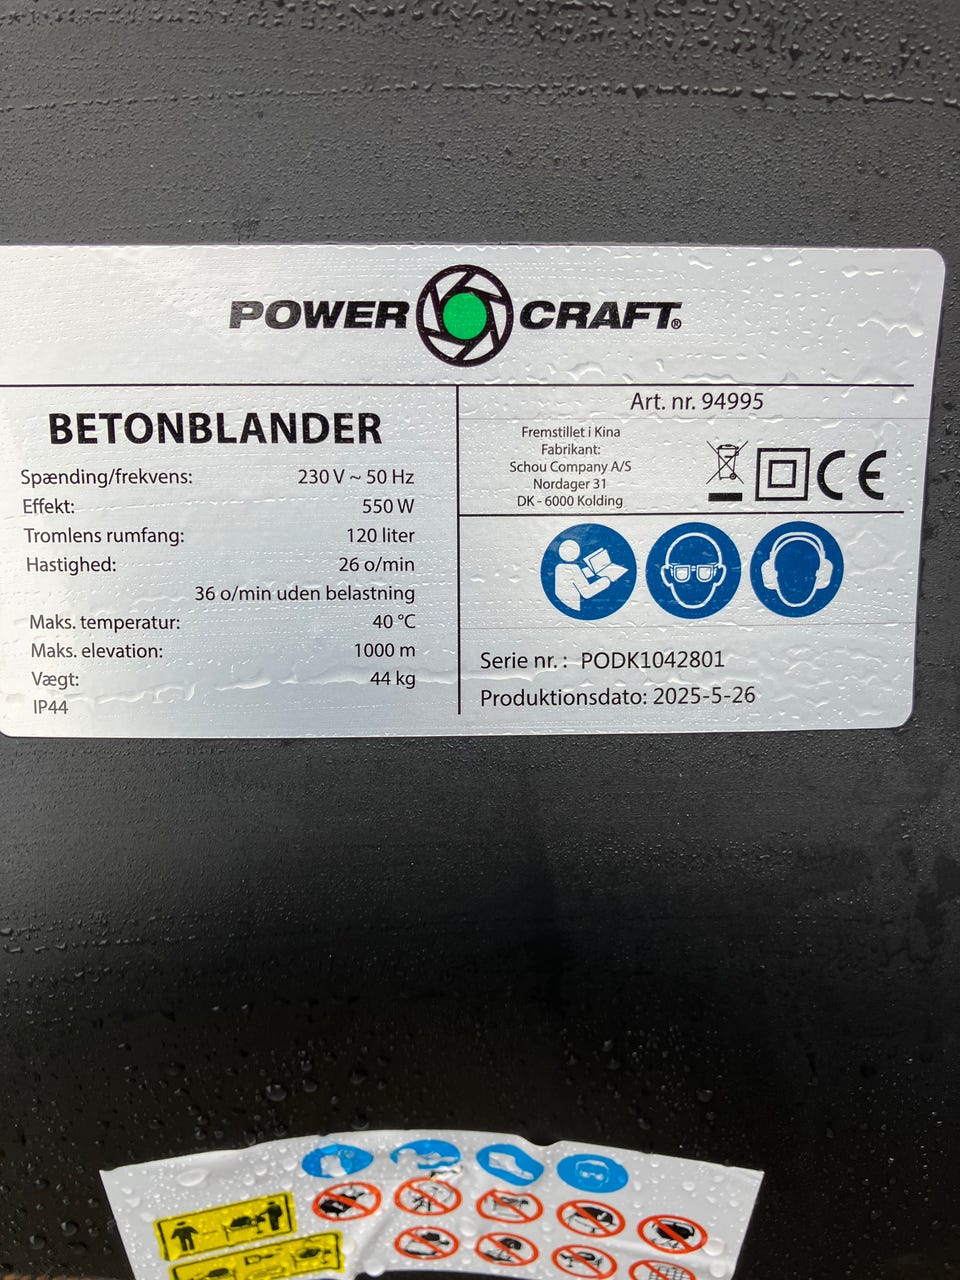 POWER CRAFT®
BETONBLANDER
Spænding/frekvens: 230 V ~ 50 Hz
Effekt: 550 W
Tromlens rumfang: 120 liter
Hastighed: 26 o/min
36 o/min uden belastning
Maks. temperatur: 40 °C
Maks. elevation: 1000 m
Vægt: 44 kg
IP44
Art. nr. 94995
Fremstillet i Kina
Fabrikant:
Schou Company A/S
Nordager 31
DK - 6000 Kolding
CE
Serie nr. : PODK1042801
Produktionsdato: 2025-5-26